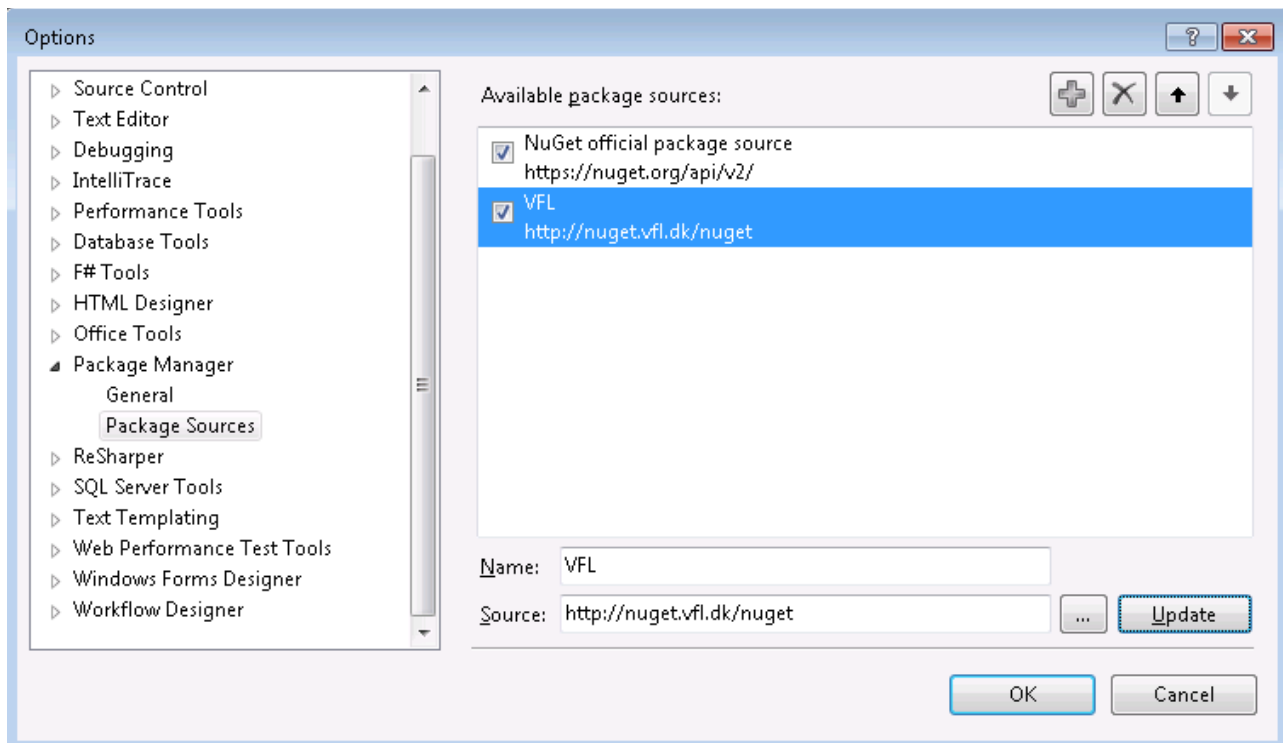 Options
Source Control
Text Editor
Debugging
IntelliTrace
Performance Tools
Database Tools
F# Tools
HTML Designer
Office Tools
Package Manager
General
Package Sources
ReSharper
SQL Server Tools
Text Templating
Web Performance Test Tools
Windows Forms Designer
Workflow Designer
Available package sources:
NuGet official package source
https://nuget.org/api/v2/
VFL
http://nuget.vfl.dk/nuget
Name: VFL
Source: http://nuget.vfl.dk/nuget ... Update
OK Cancel